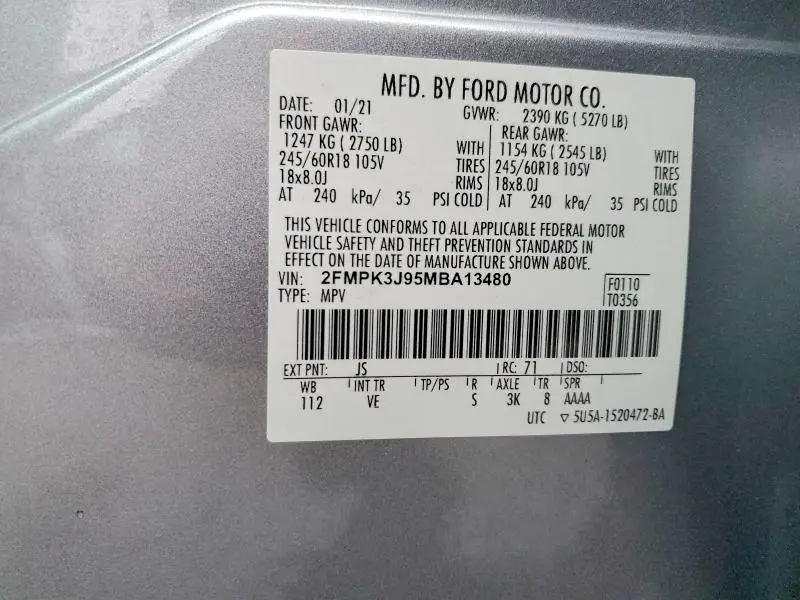 MFD. BY FORD MOTOR CO.
DATE: 01/21 GVWR: 2390 KG ( 5270 LB)
FRONT GAWR: REAR GAWR:
1247 KG ( 2750 LB) WITH 1154 KG ( 2545 LB) WITH
245/60R18 105V TIRES 245/60R18 105V TIRES
18x8.0J RIMS 18x8.0J RIMS
AT 240 kPa/ 35 PSI COLD AT 240 kPa/ 35 PSI COLD
THIS VEHICLE CONFORMS TO ALL APPLICABLE FEDERAL MOTOR
VEHICLE SAFETY AND THEFT PREVENTION STANDARDS IN
EFFECT ON THE DATE OF MANUFACTURE SHOWN ABOVE.
VIN: 2FMPK3J95MBA13480 F0110
TYPE: MPV T0356
EXT PNT: JS RC: 71 DSO:
WB INT TR TP/PS R AXLE TR SPR
112 VE S 3K 8 AAAA
UTC ▽ 5U5A-1520472-BA